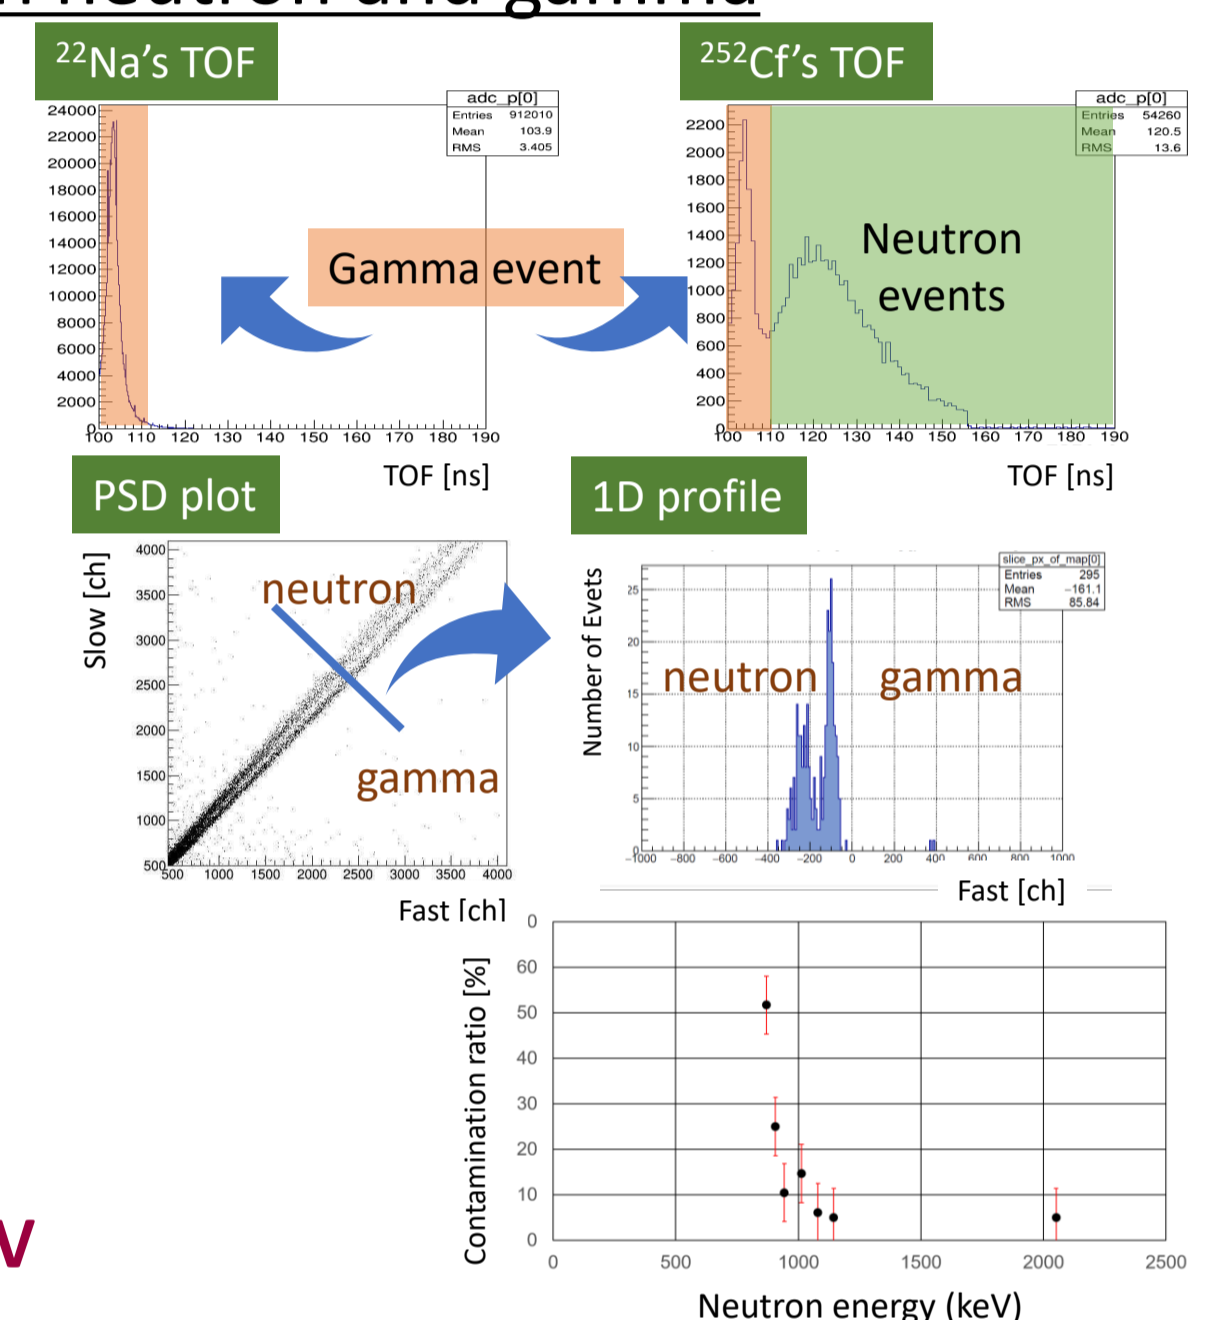 neutron and gamma
²²Na's TOF
²⁵²Cf's TOF
adc_p[0]
Entries 912010
Mean 103.9
RMS 3.405
24000
22000
20000
18000
16000
14000
12000
10000
8000
6000
4000
2000
0
100 110 120 130 140 150 160 170 180 190
TOF [ns]
Gamma event
adc_p[0]
Entries 54260
Mean 120.5
RMS 13.6
2200
2000
1800
1600
1400
1200
1000
800
600
400
200
0
100 110 120 130 140 150 160 170 180 190
TOF [ns]
Neutron
events
PSD plot
Slow [ch]
4000
3500
3000
2500
2000
1500
1000
500
500 1000 1500 2000 2500 3000 3500 4000
Fast [ch]
neutron
gamma
1D profile
slice_px_of_map[0]
Entries 295
Mean -161.1
RMS 85.84
Number of Evets
25
20
15
10
5
0
-1000 -800 -600 -400 -200 0 200 400 600 800 1000
Fast [ch]
neutron
gamma
Contamination ratio [%]
0
60
50
40
30
20
10
0
0 500 1000 1500 2000 2500
Neutron energy (keV)
V